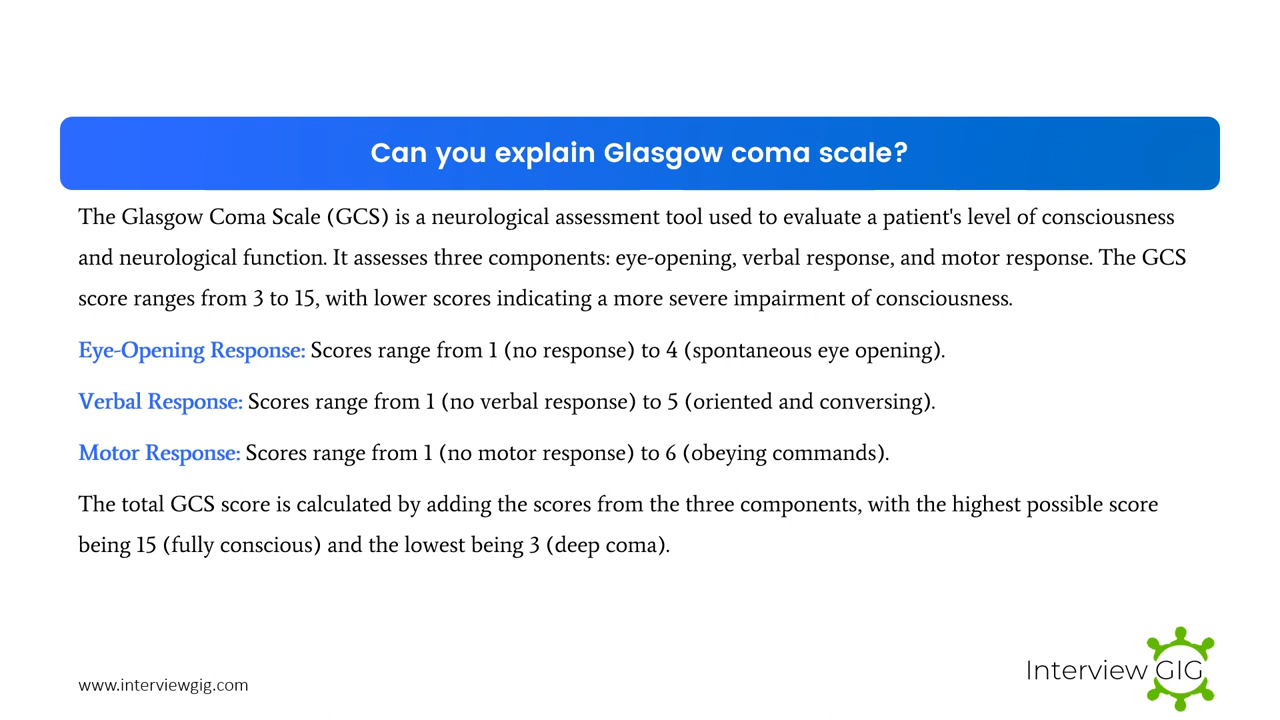 Can you explain Glasgow coma scale?
The Glasgow Coma Scale (GCS) is a neurological assessment tool used to evaluate a patient's level of consciousness
and neurological function. It assesses three components: eye-opening, verbal response, and motor response. The GCS
score ranges from 3 to 15, with lower scores indicating a more severe impairment of consciousness.
Eye-Opening Response: Scores range from 1 (no response) to 4 (spontaneous eye opening).
Verbal Response: Scores range from 1 (no verbal response) to 5 (oriented and conversing).
Motor Response: Scores range from 1 (no motor response) to 6 (obeying commands).
The total GCS score is calculated by adding the scores from the three components, with the highest possible score
being 15 (fully conscious) and the lowest being 3 (deep coma).
www.interviewgig.com
Interview GIG